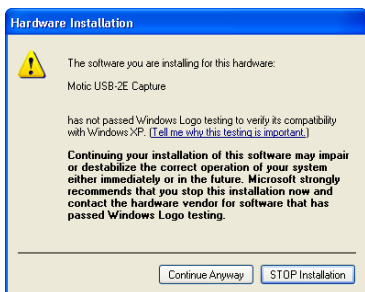 Hardware Installation
The software you are installing for this hardware:
Motic USB-2E Capture
has not passed Windows Logo testing to verify its compatibility
with Windows XP. (Tell me why this testing is important.)
Continuing your installation of this software may impair
or destabilize the correct operation of your system
either immediately or in the future. Microsoft strongly
recommends that you stop this installation now and
contact the hardware vendor for software that has
passed Windows Logo testing.
Continue Anyway STOP Installation